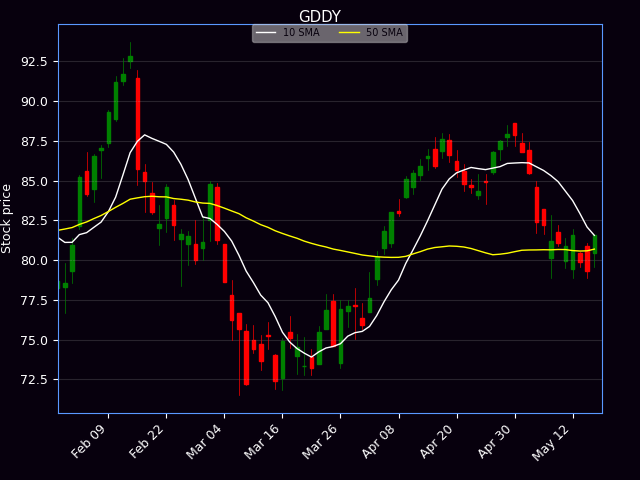 GDDY
10 SMA
50 SMA
Stock price
92.5
90.0
87.5
85.0
82.5
80.0
77.5
75.0
72.5
Feb 09
Feb 22
Mar 04
Mar 16
Mar 26
Apr 08
Apr 20
Apr 30
May 12